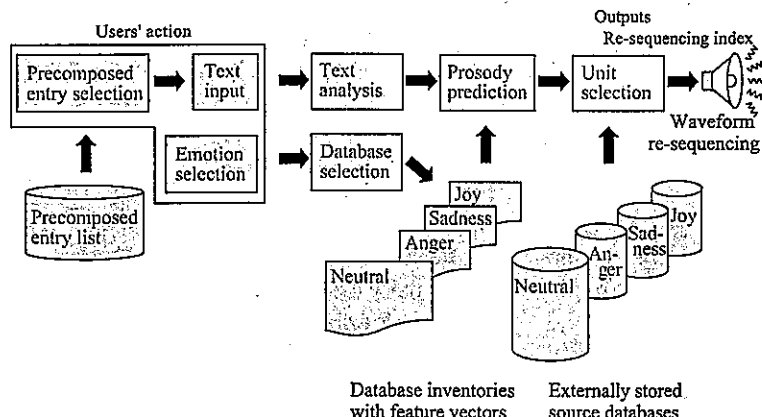 Users' action
Outputs
Re-sequencing index
Precomposed
entry selection
Text
input
Text
analysis
Prosody
prediction
Unit
selection
Waveform
re-sequencing
Emotion
selection
Database
selection
Precomposed
entry list
Joy
Sadness
Anger
Neutral
Joy
Sad-
ness
An-
ger
Neutral
Database inventories
with feature vectors
Externally stored
source databases